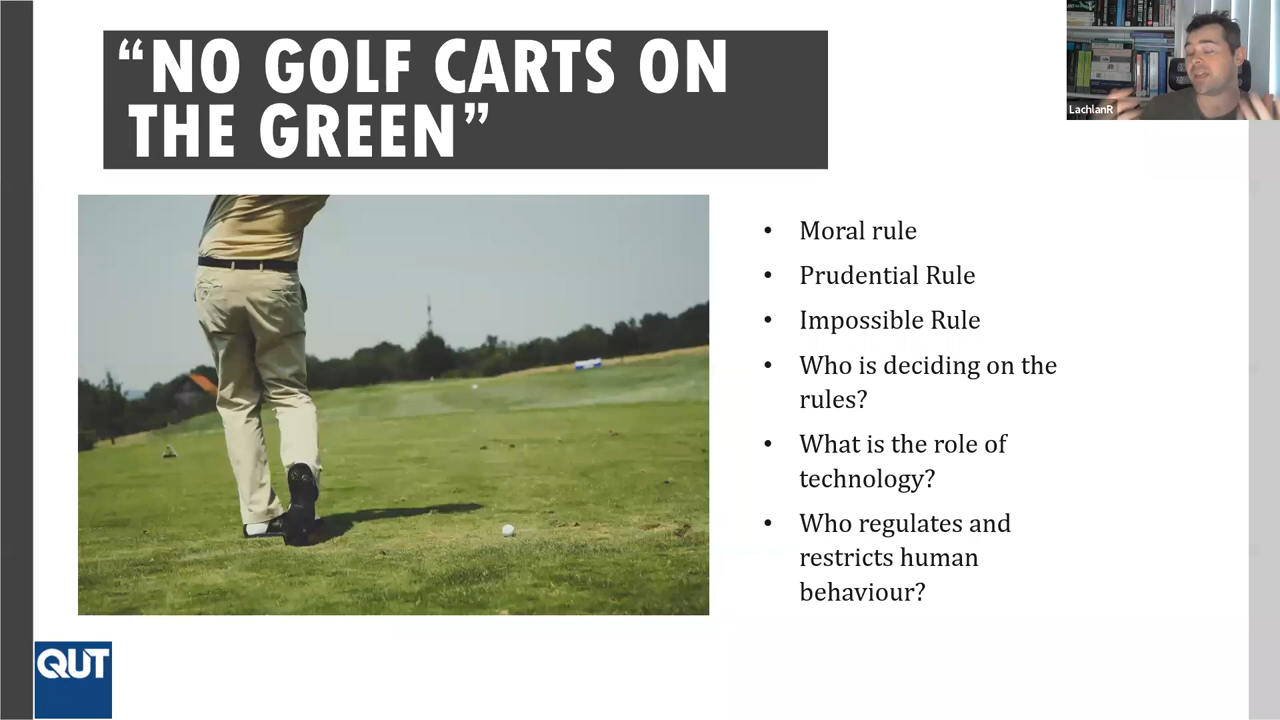 “NO GOLF CARTS ON
THE GREEN”
LachlanR
• Moral rule
• Prudential Rule
• Impossible Rule
• Who is deciding on the
rules?
• What is the role of
technology?
• Who regulates and
restricts human
behaviour?
QUT